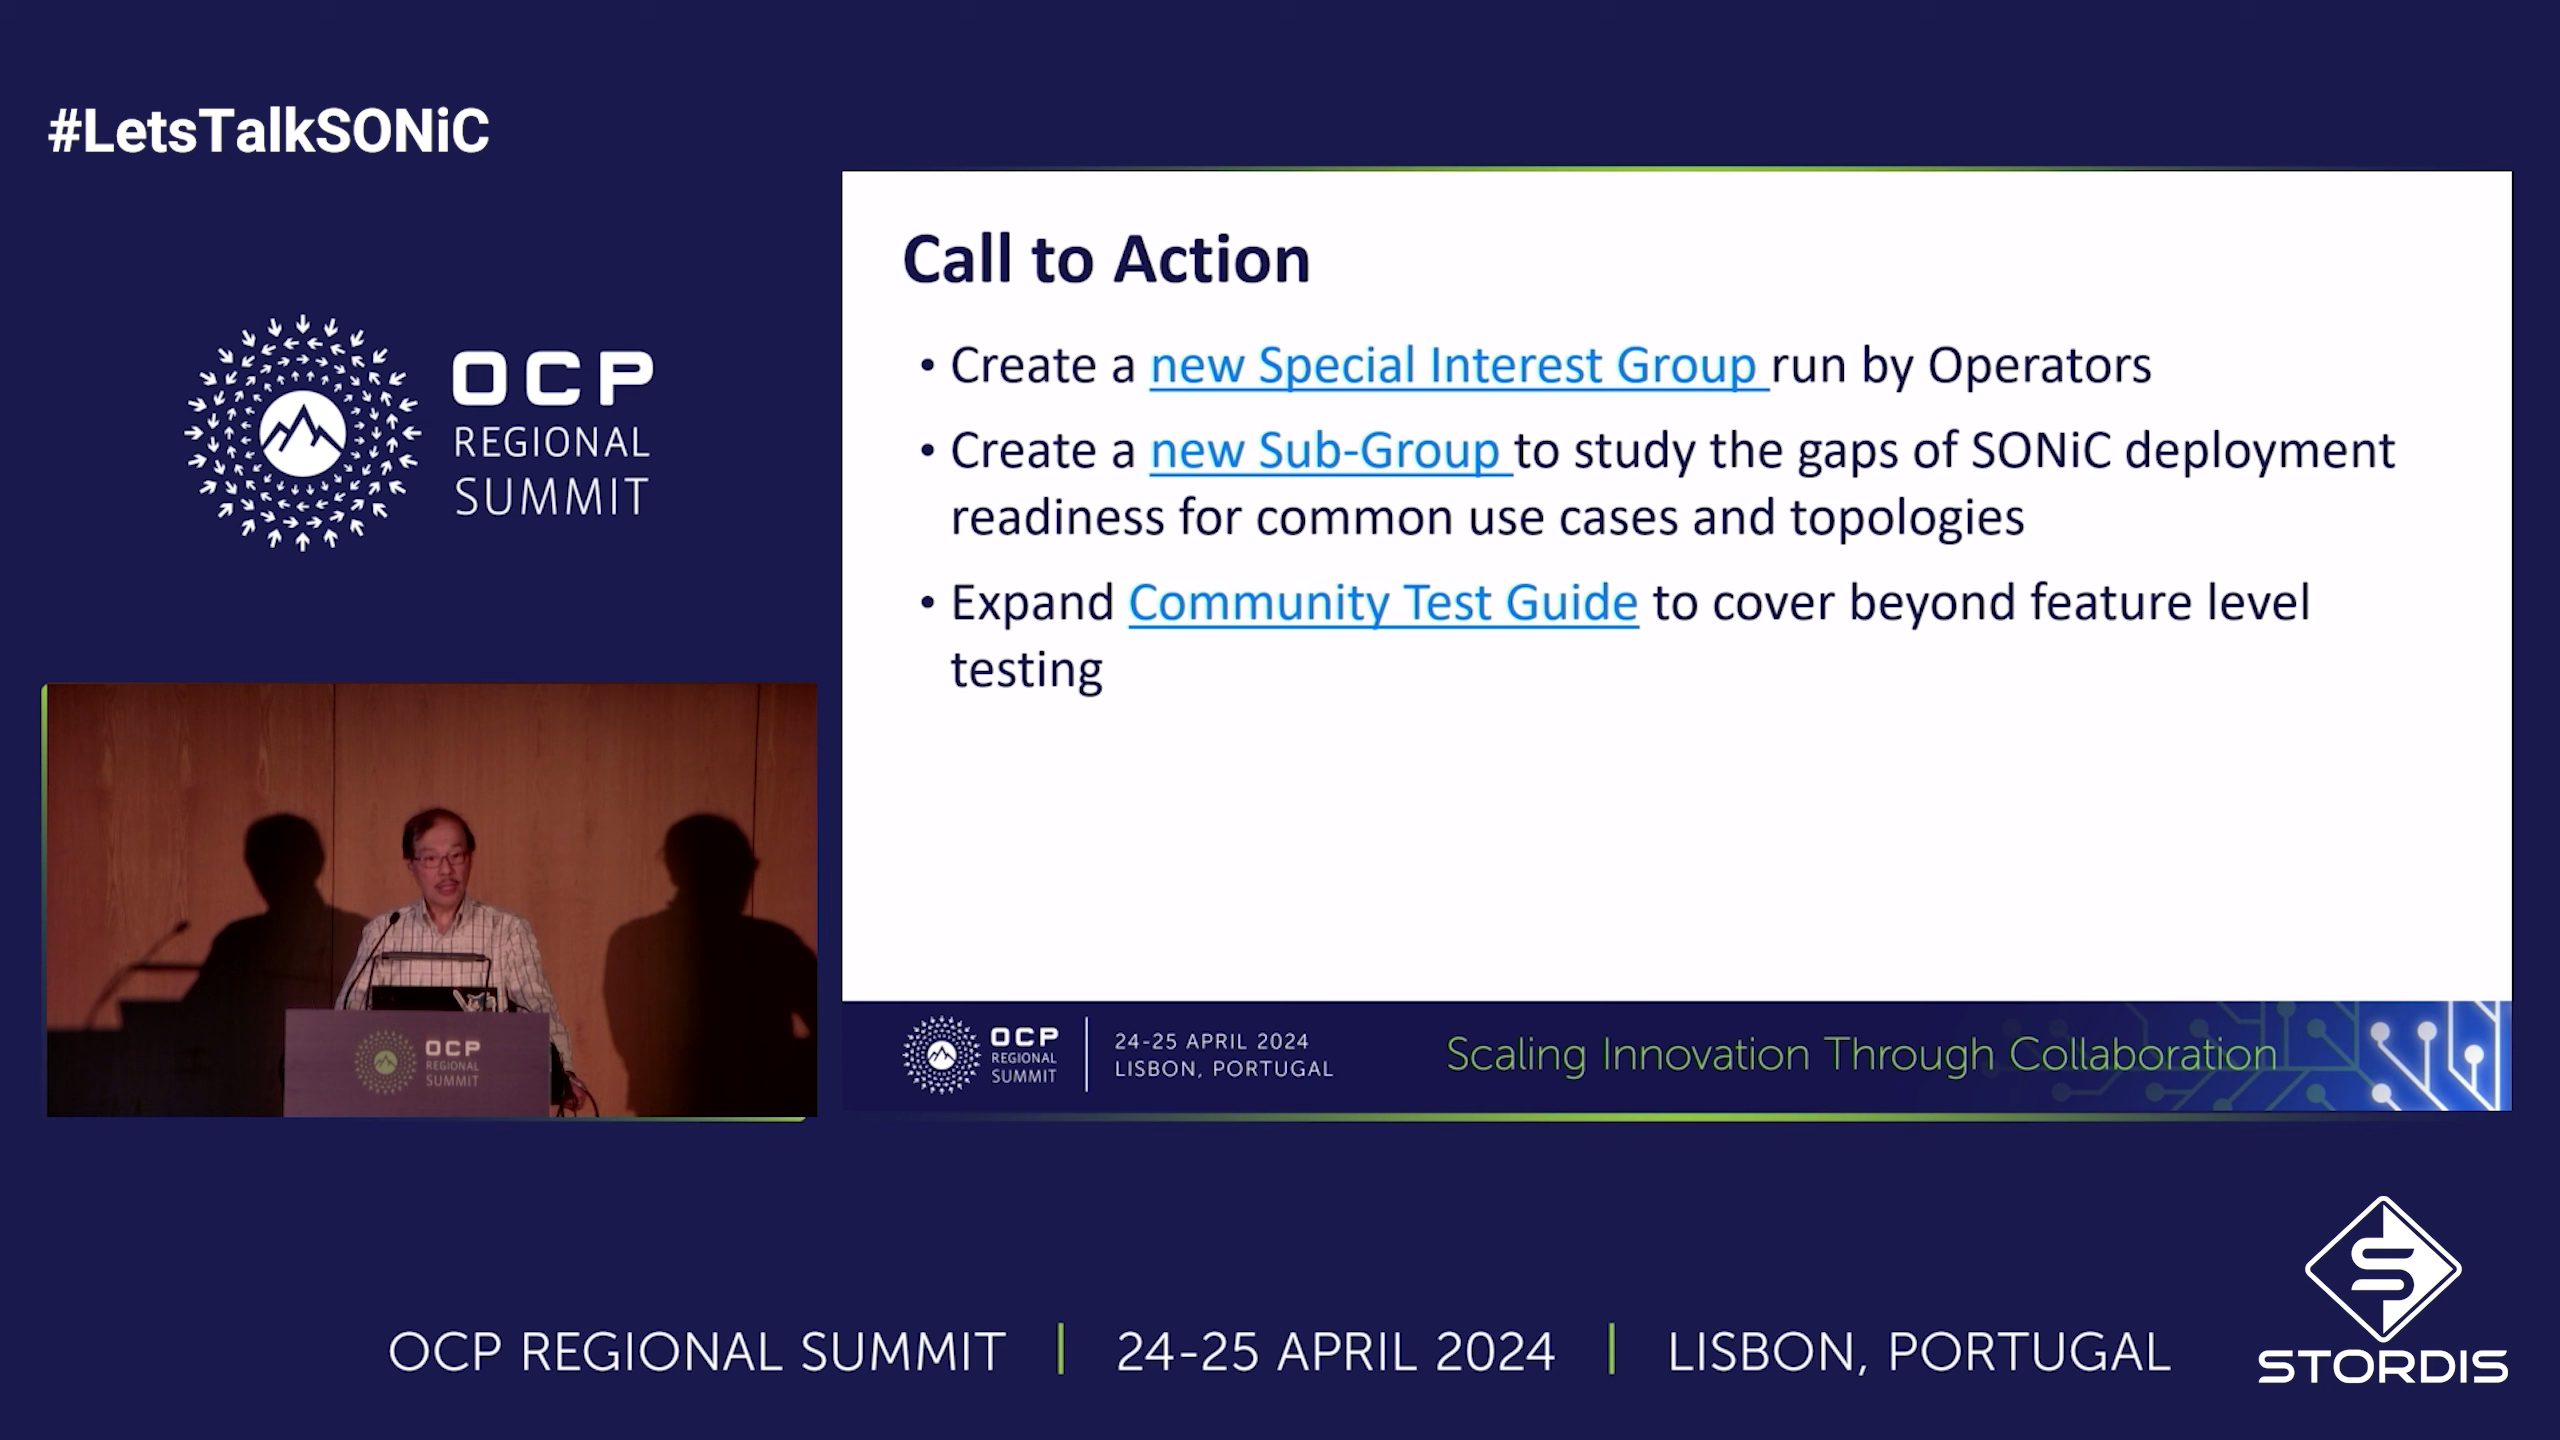 #LetsTalkSONiC
OCP
REGIONAL
SUMMIT
Call to Action
• Create a new Special Interest Group run by Operators
• Create a new Sub-Group to study the gaps of SONiC deployment
readiness for common use cases and topologies
• Expand Community Test Guide to cover beyond feature level
testing
OCP
REGIONAL
SUMMIT
24-25 APRIL 2024
LISBON, PORTUGAL
Scaling Innovation Through Collaboration
OCP
REGIONAL
SUMMIT
OCP REGIONAL SUMMIT | 24-25 APRIL 2024 | LISBON, PORTUGAL
STORDIS